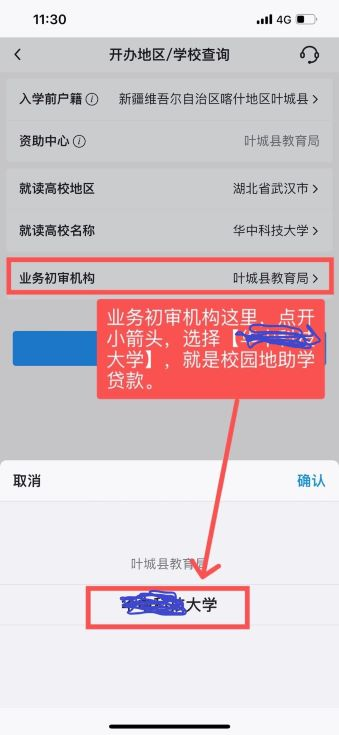 11:30
4G
开办地区/学校查询
入学前户籍 新疆维吾尔自治区喀什地区叶城县
资助中心 叶城县教育局
就读高校地区 湖北省武汉市
就读高校名称 华中科技大学
业务初审机构 叶城县教育局
业务初审机构这里，点开
小箭头，选择【
大学】，就是校园地助学
贷款。
取消 确认
叶城县教育局
大学